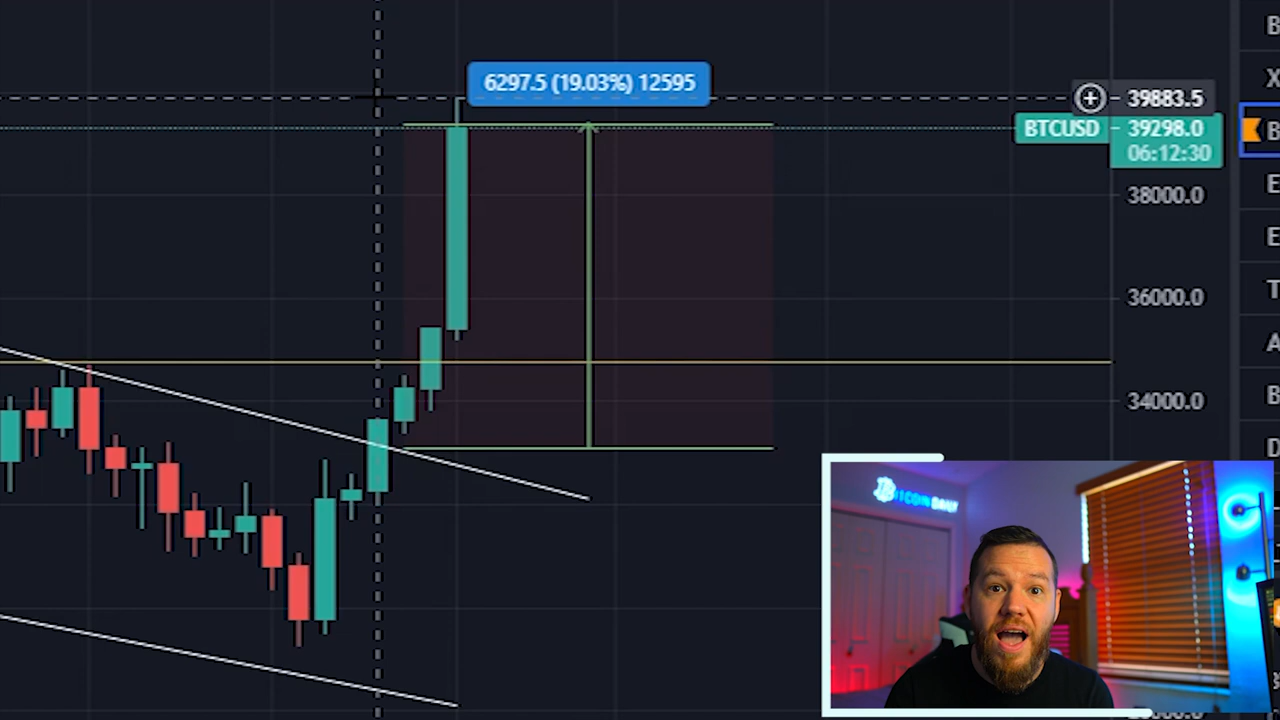 6297.5 (19.03%) 12595
39883.5
BTCUSD 39298.0
06:12:30
38000.0
36000.0
34000.0
B
X
B
E
E
T
A
B
D